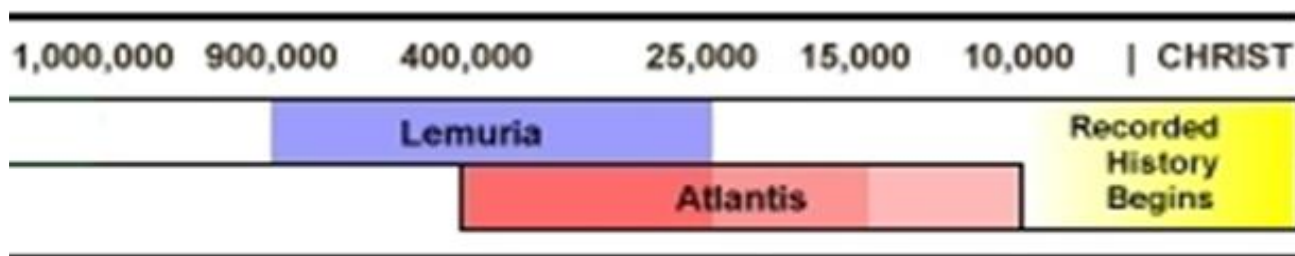 1,000,000 900,000 400,000 25,000 15,000 10,000 | CHRIST
Lemuria
Atlantis
Recorded
History
Begins